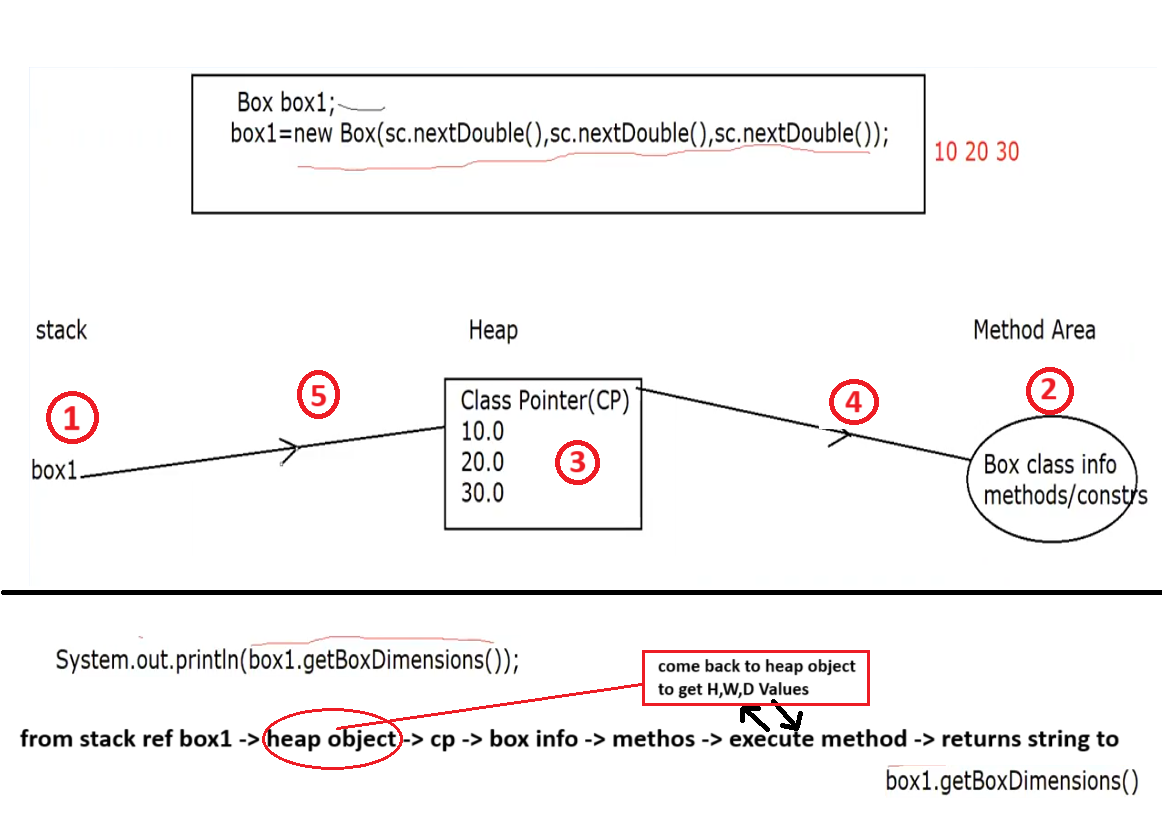 Box box1;
box1=new Box(sc.nextDouble(),sc.nextDouble(),sc.nextDouble());
10 20 30
stack
Heap
Method Area
1
5
4
2
Class Pointer(CP)
10.0
20.0
30.0
3
box1
Box class info
methods/constrs
System.out.println(box1.getBoxDimensions());
come back to heap object
to get H,W,D Values
from stack ref box1 -> heap object -> cp -> box info -> methos -> execute method -> returns string to
box1.getBoxDimensions()